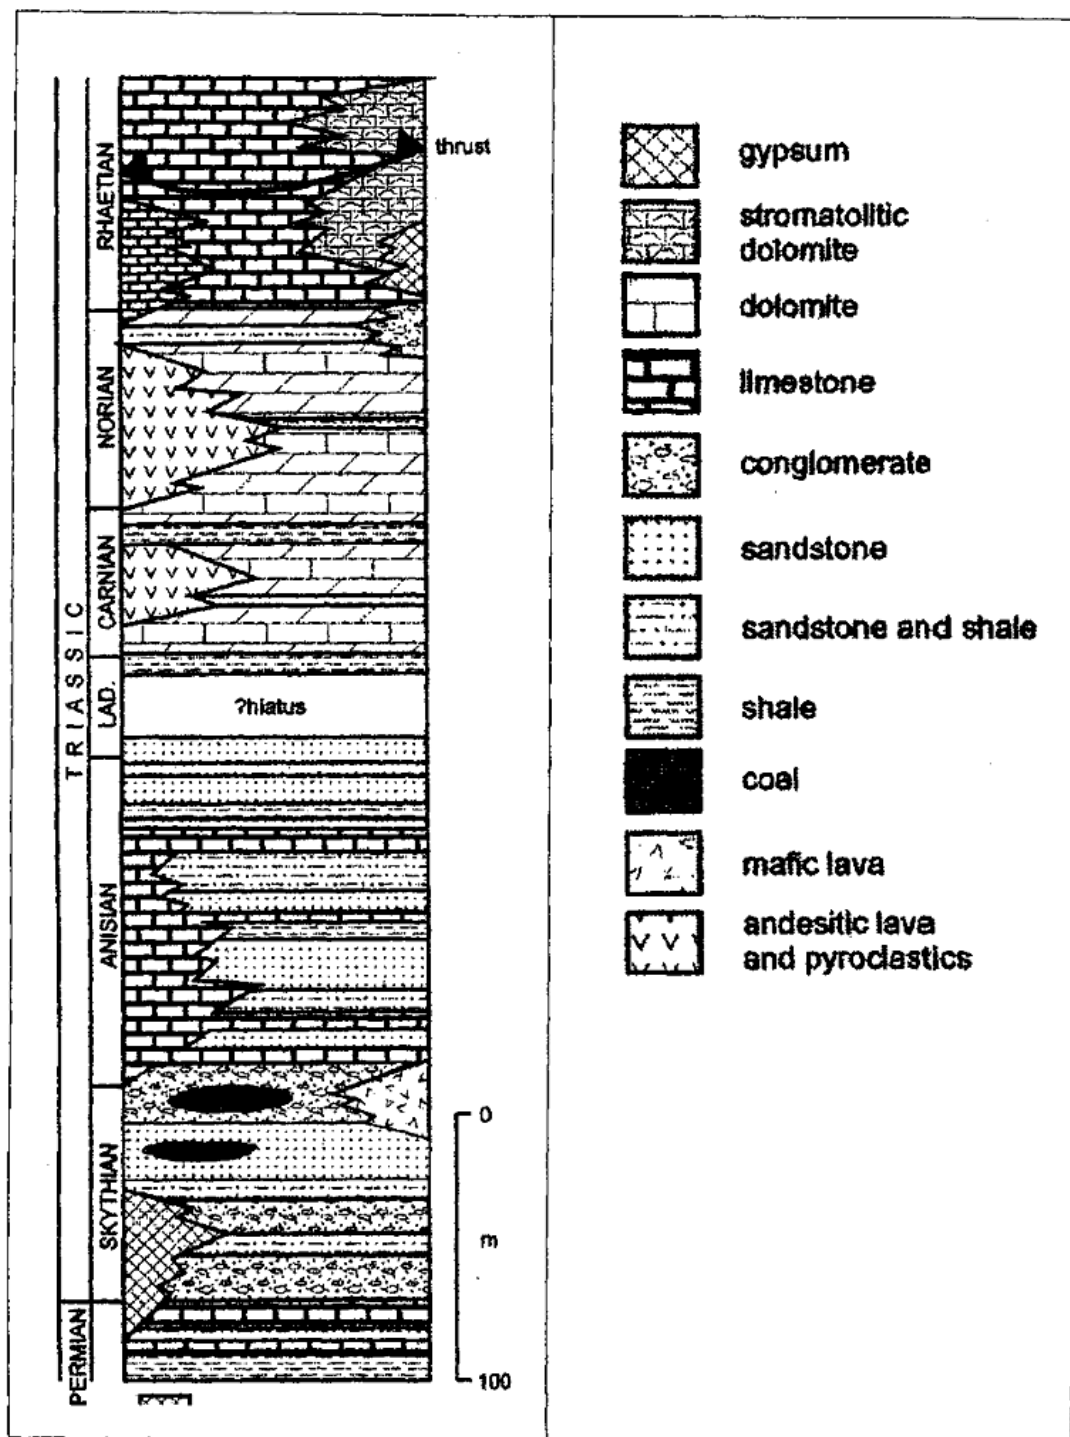 TRIASSIC
PERMIAN
RHAETIAN
NORIAN
CARNIAN
LAD.
ANISIAN
SKYTHIAN
thrust
?hiatus
0
m
100
gypsum
stromatolitic
dolomite
dolomite
limestone
conglomerate
sandstone
sandstone and shale
shale
coal
mafic lava
andesitic lava
and pyroclastics